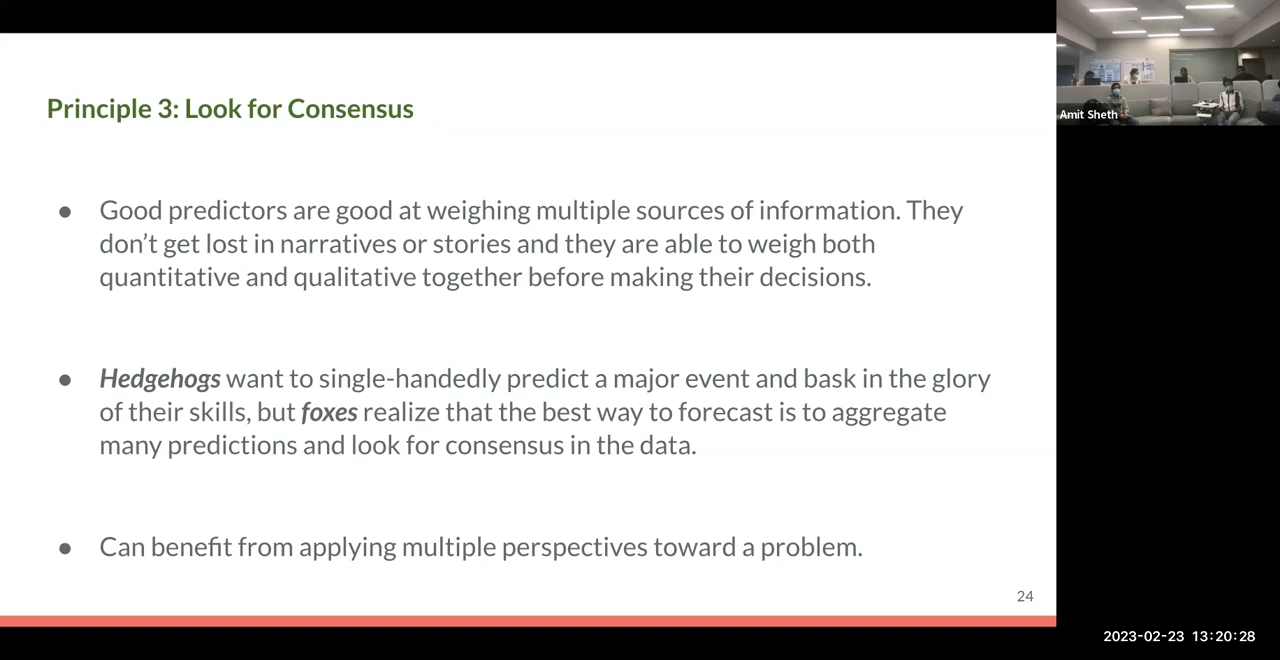 Principle 3: Look for Consensus
● Good predictors are good at weighing multiple sources of information. They
don’t get lost in narratives or stories and they are able to weigh both
quantitative and qualitative together before making their decisions.
● Hedgehogs want to single-handedly predict a major event and bask in the glory
of their skills, but foxes realize that the best way to forecast is to aggregate
many predictions and look for consensus in the data.
● Can benefit from applying multiple perspectives toward a problem.
24
Amit Sheth
2023-02-23 13:20:28